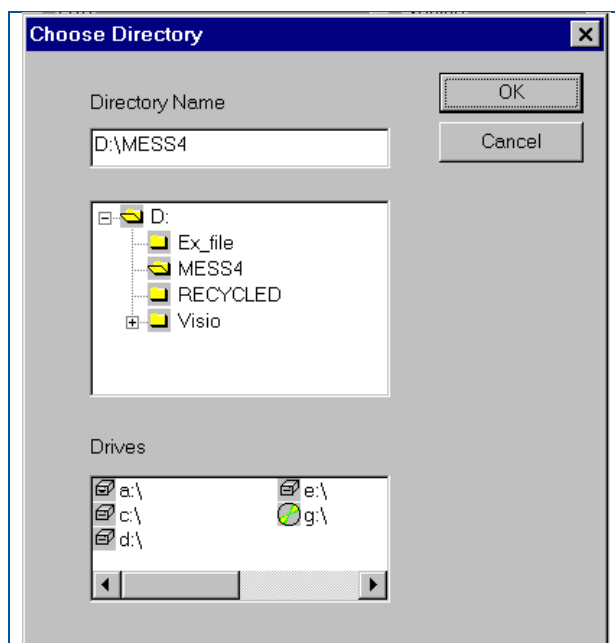 Choose Directory
OK
Directory Name
D:\MESS4
Cancel
D:
Ex_file
MESS4
RECYCLED
Visio
Drives
a:\ e:\
c:\ g:\
d:\